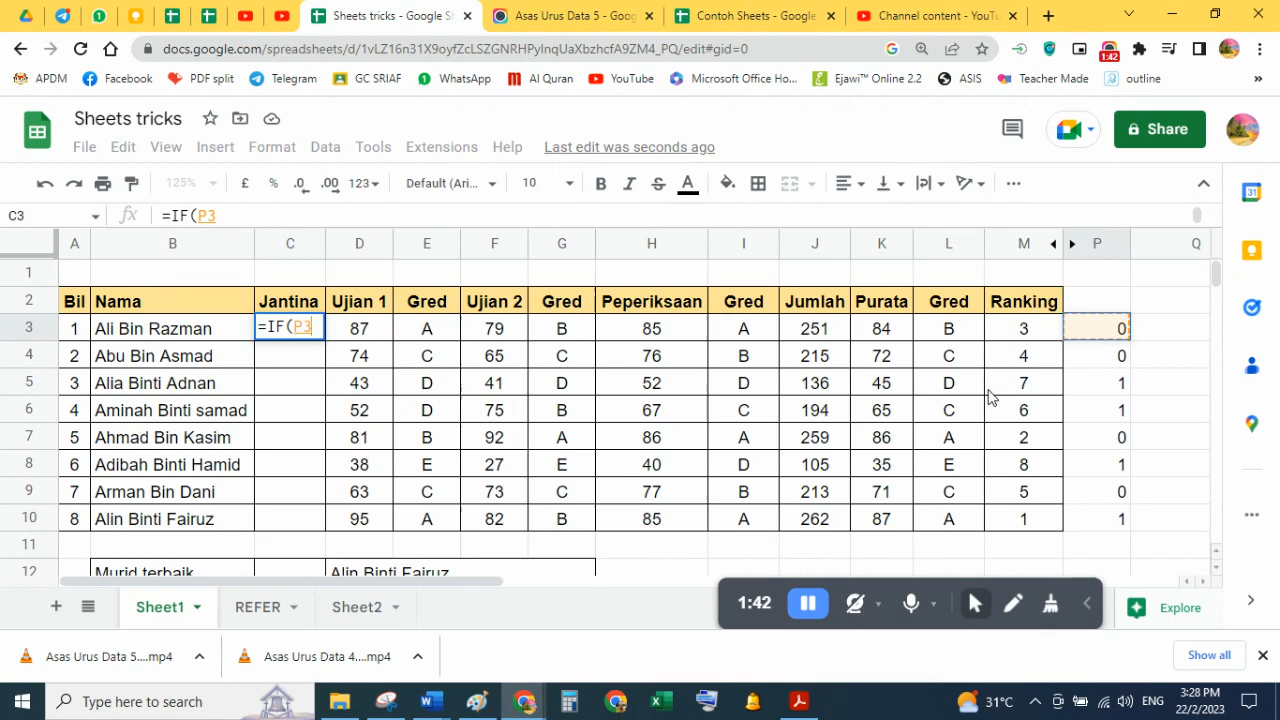 Sheets tricks - Google Sh
Asas Urus Data 5 - Goog
Contoh Sheets - Google
Channel content - YouTu
docs.google.com/spreadsheets/d/1vLZ16n31X9oyfZcLSZGNRHPyInqUaXbzhcfA9ZM4_PQ/edit#gid=0
1:42
APDM
Facebook
PDF split
Telegram
GC SRIAF
WhatsApp
Al Quran
YouTube
Microsoft Office Ho...
Ejawi™ Online 2.2
ASIS
Teacher Made
outline
Sheets tricks
Share
File Edit View Insert Format Data Tools Extensions Help Last edit was seconds ago
125% £ % .0 .00 123 Default (Ari... 10 B I S A
C3 fx =IF(P3
A B C D E F G H I J K L M P Q
1
2 Bil Nama Jantina Ujian 1 Gred Ujian 2 Gred Peperiksaan Gred Jumlah Purata Gred Ranking
3 1 Ali Bin Razman =IF(P3 87 A 79 B 85 A 251 84 B 3 0
4 2 Abu Bin Asmad 74 C 65 C 76 B 215 72 C 4 0
5 3 Alia Binti Adnan 43 D 41 D 52 D 136 45 D 7 1
6 4 Aminah Binti samad 52 D 75 B 67 C 194 65 C 6 1
7 5 Ahmad Bin Kasim 81 B 92 A 86 A 259 86 A 2 0
8 6 Adibah Binti Hamid 38 E 27 E 40 D 105 35 E 8 1
9 7 Arman Bin Dani 63 C 73 C 77 B 213 71 C 5 0
10 8 Alin Binti Fairuz 95 A 82 B 85 A 262 87 A 1 1
11
12 Murid terbaik Alin Binti Fairuz
1:42
Sheet1 REFER Sheet2
Explore
Asas Urus Data 5....mp4
Asas Urus Data 4....mp4
Show all
Type here to search
31°C
ENG
3:28 PM
22/2/2023